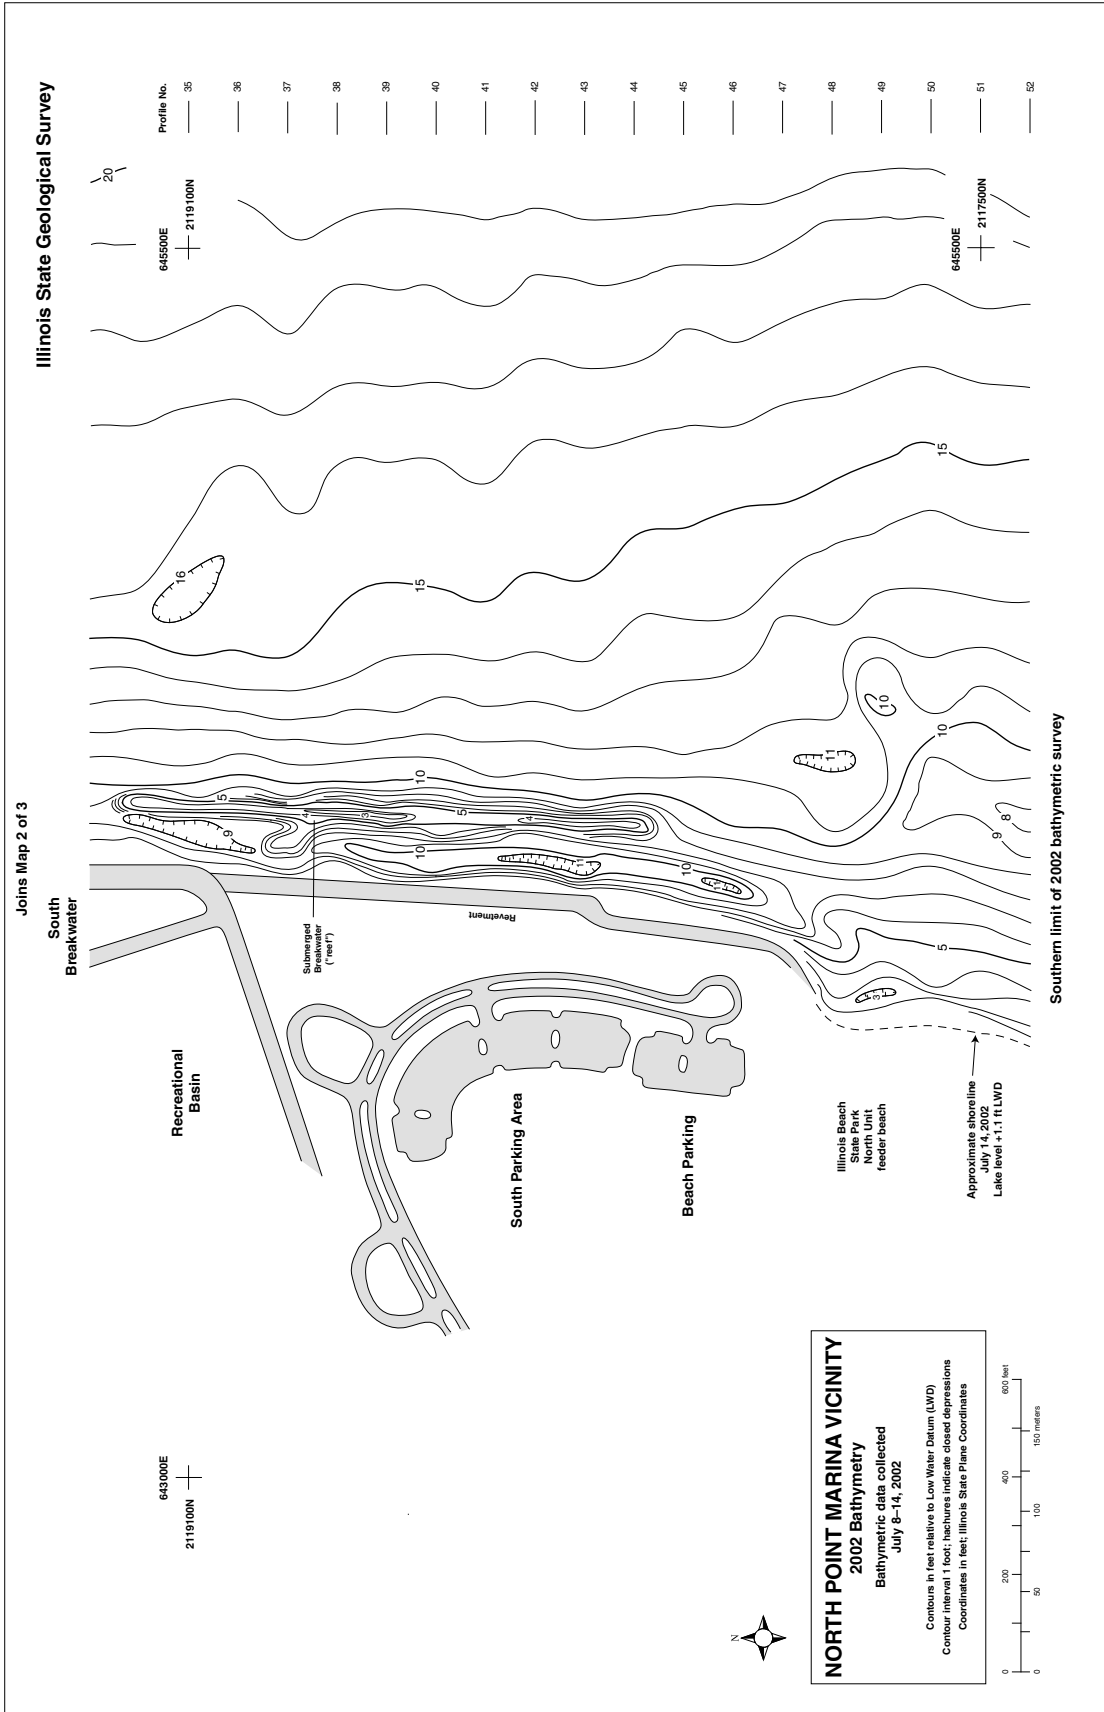 Joins Map 2 of 3
Illinois State Geological Survey
South
Breakwater
Profile No.
35
36
37
38
39
40
41
42
43
44
45
46
47
48
49
50
51
52
643000E
2119100N
645500E
2119100N
645500E
2117500N
20
16
15
15
10
10
10
10
10
11
11
11
9
9
8
5
5
5
4
4
3
3
Recreational
Basin
Submerged
Breakwater
("reef")
Revetment
South Parking Area
Beach Parking
Illinois Beach
State Park
North Unit
feeder beach
Approximate shoreline
July 14, 2002
Lake level +1.1 ft LWD
Southern limit of 2002 bathymetric survey
N
NORTH POINT MARINA VICINITY
2002 Bathymetry
Bathymetric data collected
July 8–14, 2002
Contours in feet relative to Low Water Datum (LWD)
Contour interval 1 foot; hachures indicate closed depressions
Coordinates in feet; Illinois State Plane Coordinates
0 200 400 600 feet
0 50 100 150 meters